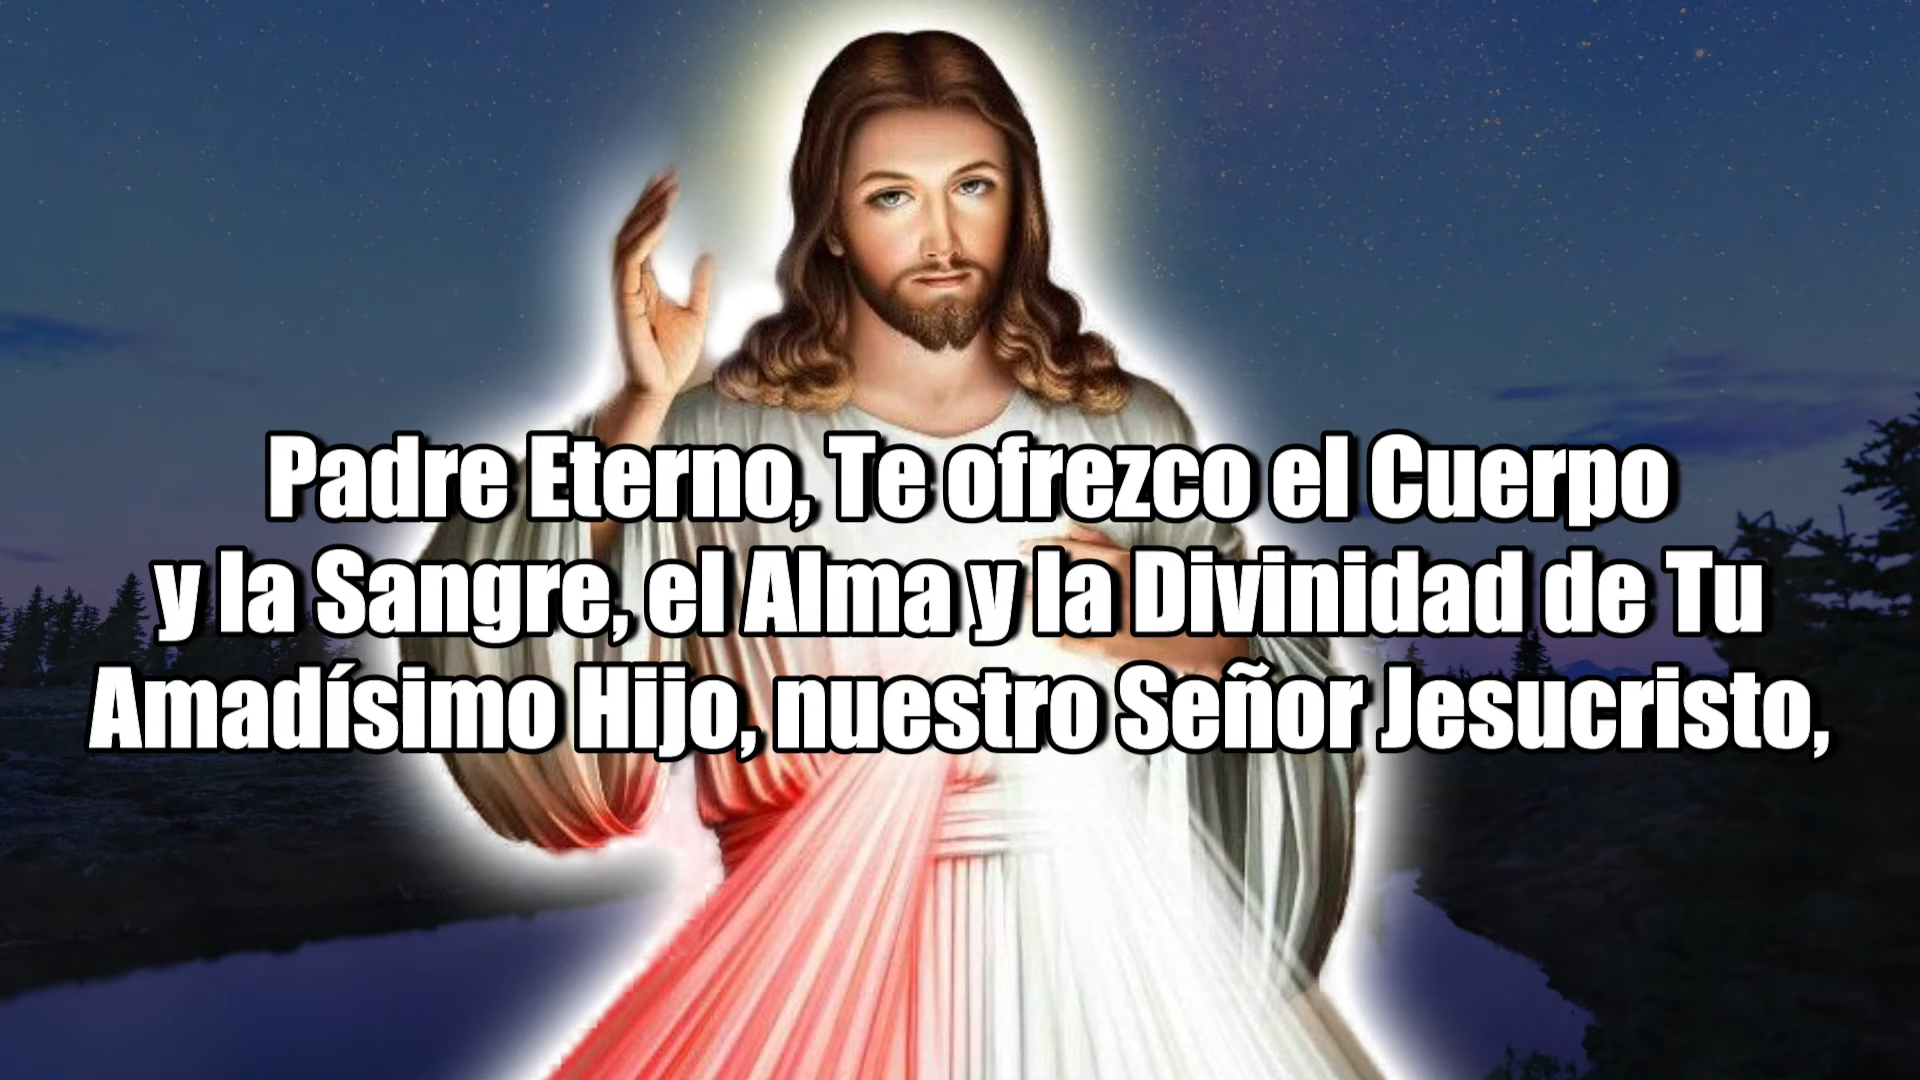 Padre Eterno, Te ofrezco el Cuerpo
y la Sangre, el Alma y la Divinidad de Tu
Amadísimo Hijo, nuestro Señor Jesucristo,